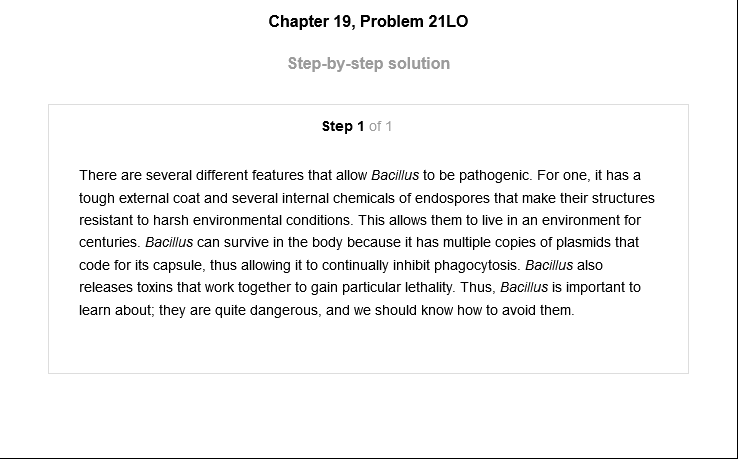 Chapter 19, Problem 21LO
Step-by-step solution
Step 1 of 1
There are several different features that allow Bacillus to be pathogenic. For one, it has a
tough external coat and several internal chemicals of endospores that make their structures
resistant to harsh environmental conditions. This allows them to live in an environment for
centuries. Bacillus can survive in the body because it has multiple copies of plasmids that
code for its capsule, thus allowing it to continually inhibit phagocytosis. Bacillus also
releases toxins that work together to gain particular lethality. Thus, Bacillus is important to
learn about; they are quite dangerous, and we should know how to avoid them.